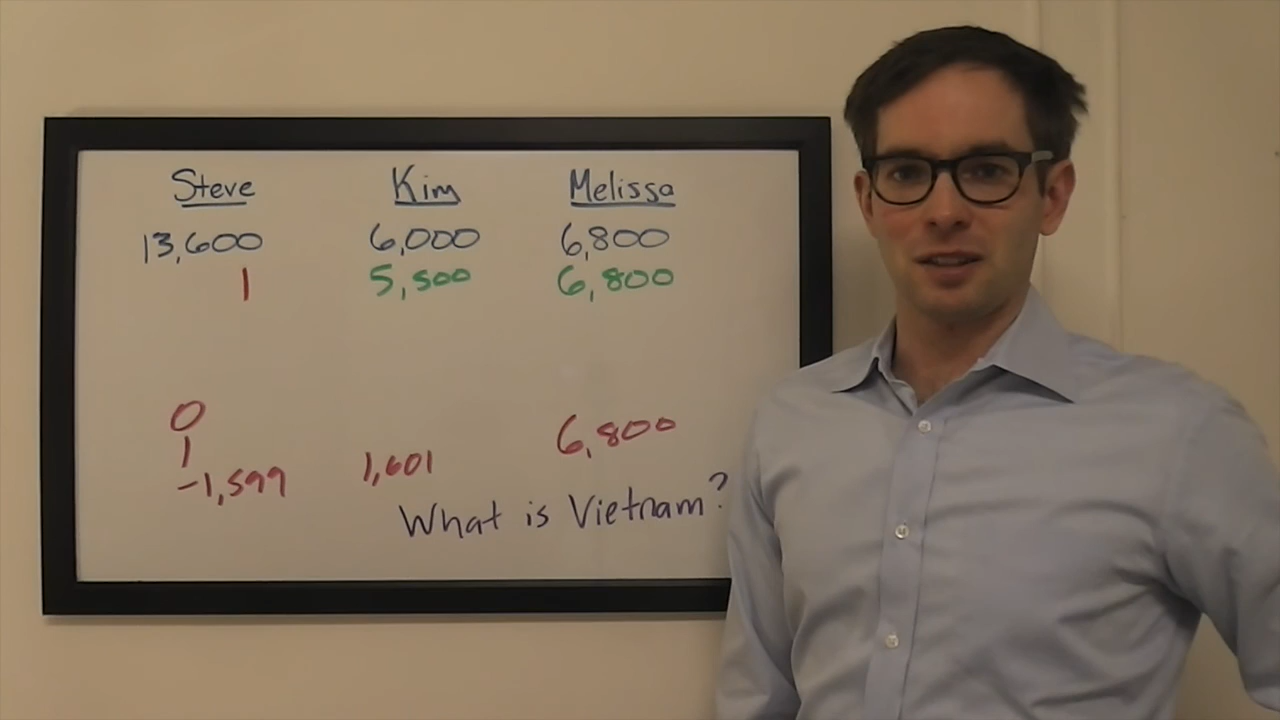 Steve Kim Melissa
13,600 6,000 6,800
1 5,500 6,800
0
1 6,800
-1,599 1,601
What is Vietnam?